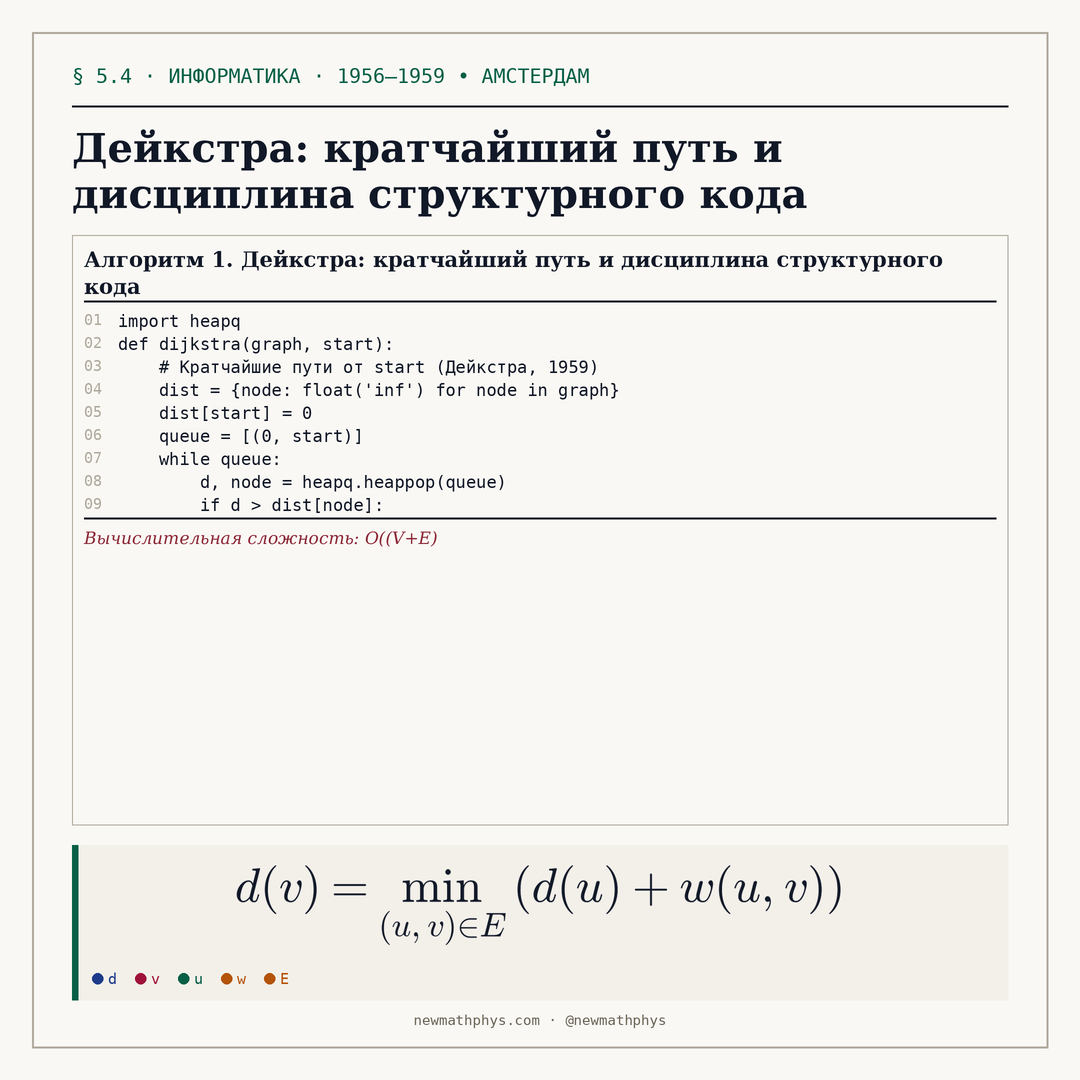 § 5.4 · ИНФОРМАТИКА · 1956—1959 • АМСТЕРДАМ
Дейкстра: кратчайший путь и
дисциплина структурного кода
Алгоритм 1. Дейкстра: кратчайший путь и дисциплина структурного
кода
01 import heapq
02 def dijkstra(graph, start):
03     # Кратчайшие пути от start (Дейкстра, 1959)
04     dist = {node: float('inf') for node in graph}
05     dist[start] = 0
06     queue = [(0, start)]
07     while queue:
08         d, node = heapq.heappop(queue)
09         if d > dist[node]:
Вычислительная сложность: O((V+E)
d(v) = min (d(u) + w(u, v))
(u, v)∈E
d v u w E
newmathphys.com · @newmathphys